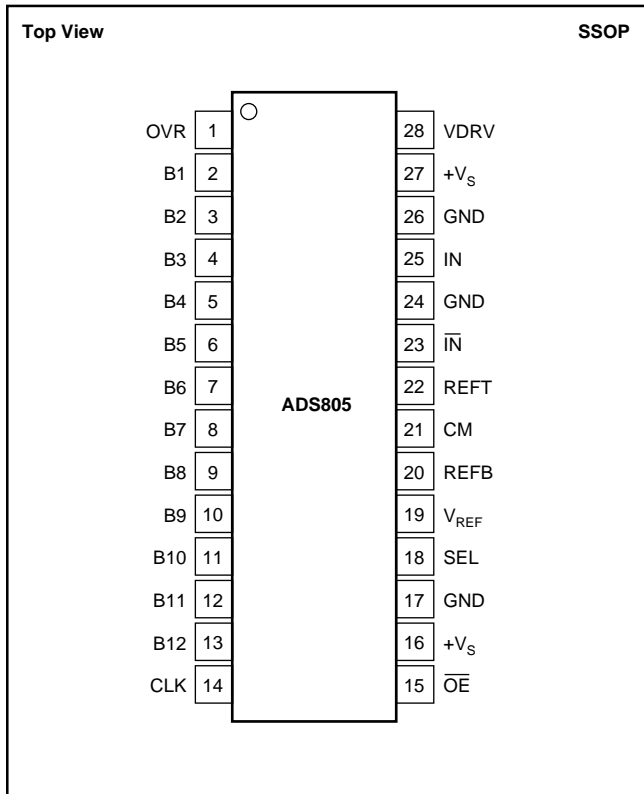 Top View SSOP
OVR 1 28 VDRV
B1 2 27 +VS
B2 3 26 GND
B3 4 25 IN
B4 5 24 GND
B5 6 23 I̅N̅
B6 7 22 REFT
ADS805
B7 8 21 CM
B8 9 20 REFB
B9 10 19 VREF
B10 11 18 SEL
B11 12 17 GND
B12 13 16 +VS
CLK 14 15 O̅E̅